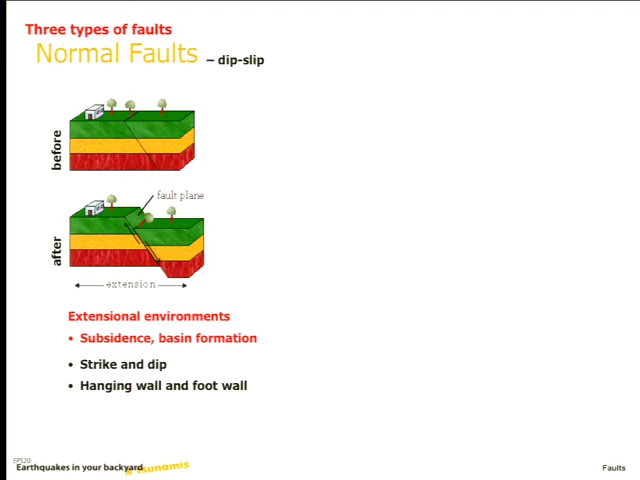 Three types of faults
Normal Faults – dip-slip
before
fault plane
after
extension
Extensional environments
• Subsidence, basin formation
• Strike and dip
• Hanging wall and foot wall
EPS20:
Earthquakes in your backyard & tsunamis
Faults